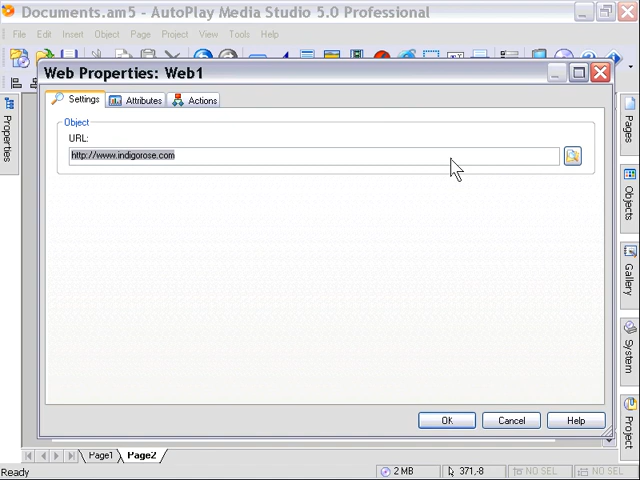 Documents.am5 - AutoPlay Media Studio 5.0 Professional
File Edit Insert Object Page Project View Tools Help
Web Properties: Web1
Settings Attributes Actions
Object
URL:
http://www.indigorose.com
OK Cancel Help
Properties
Pages
Objects
Gallery
System
Project
Page1 Page2
Ready 2 MB 371,-8 NO SEL NO SEL